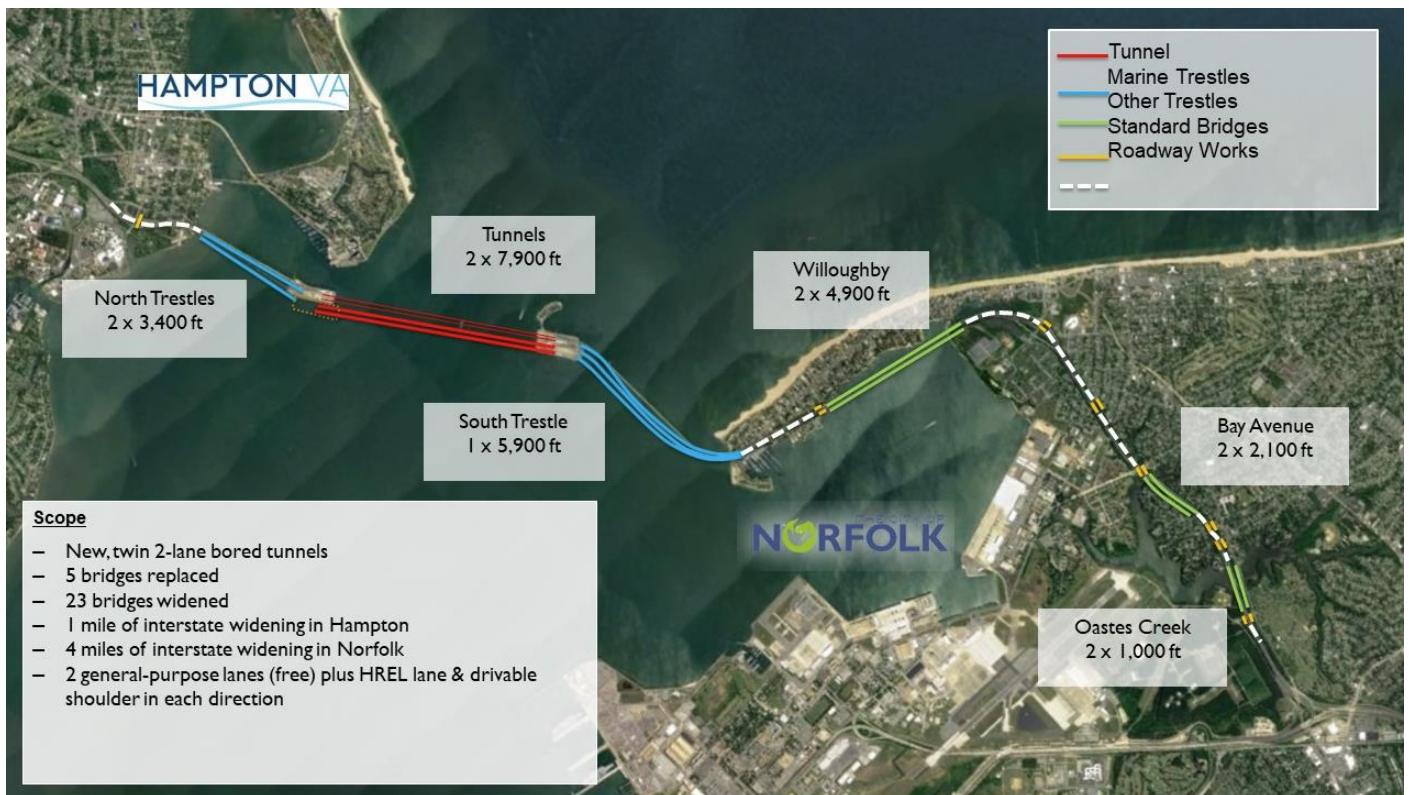 HAMPTON VA
Tunnel
Marine Trestles
Other Trestles
Standard Bridges
Roadway Works
Tunnels
2 x 7,900 ft
Willoughby
2 x 4,900 ft
North Trestles
2 x 3,400 ft
South Trestle
1 x 5,900 ft
Bay Avenue
2 x 2,100 ft
THE CITY OF
NORFOLK
Oastes Creek
2 x 1,000 ft
Scope
– New, twin 2-lane bored tunnels
– 5 bridges replaced
– 23 bridges widened
– 1 mile of interstate widening in Hampton
– 4 miles of interstate widening in Norfolk
– 2 general-purpose lanes (free) plus HREL lane & drivable
shoulder in each direction